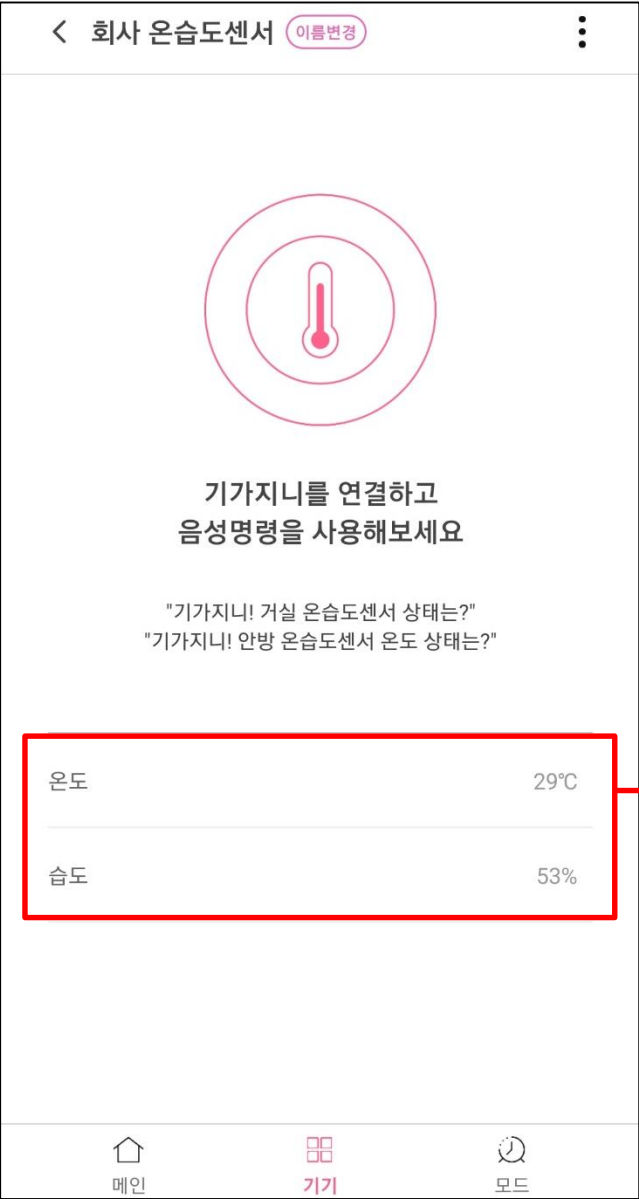 회사 온습도센서 이름변경
기가지니를 연결하고
음성명령을 사용해보세요
"기가지니! 거실 온습도센서 상태는?"
"기가지니! 안방 온습도센서 온도 상태는?"
온도 29℃
습도 53%
메인 기기 모드